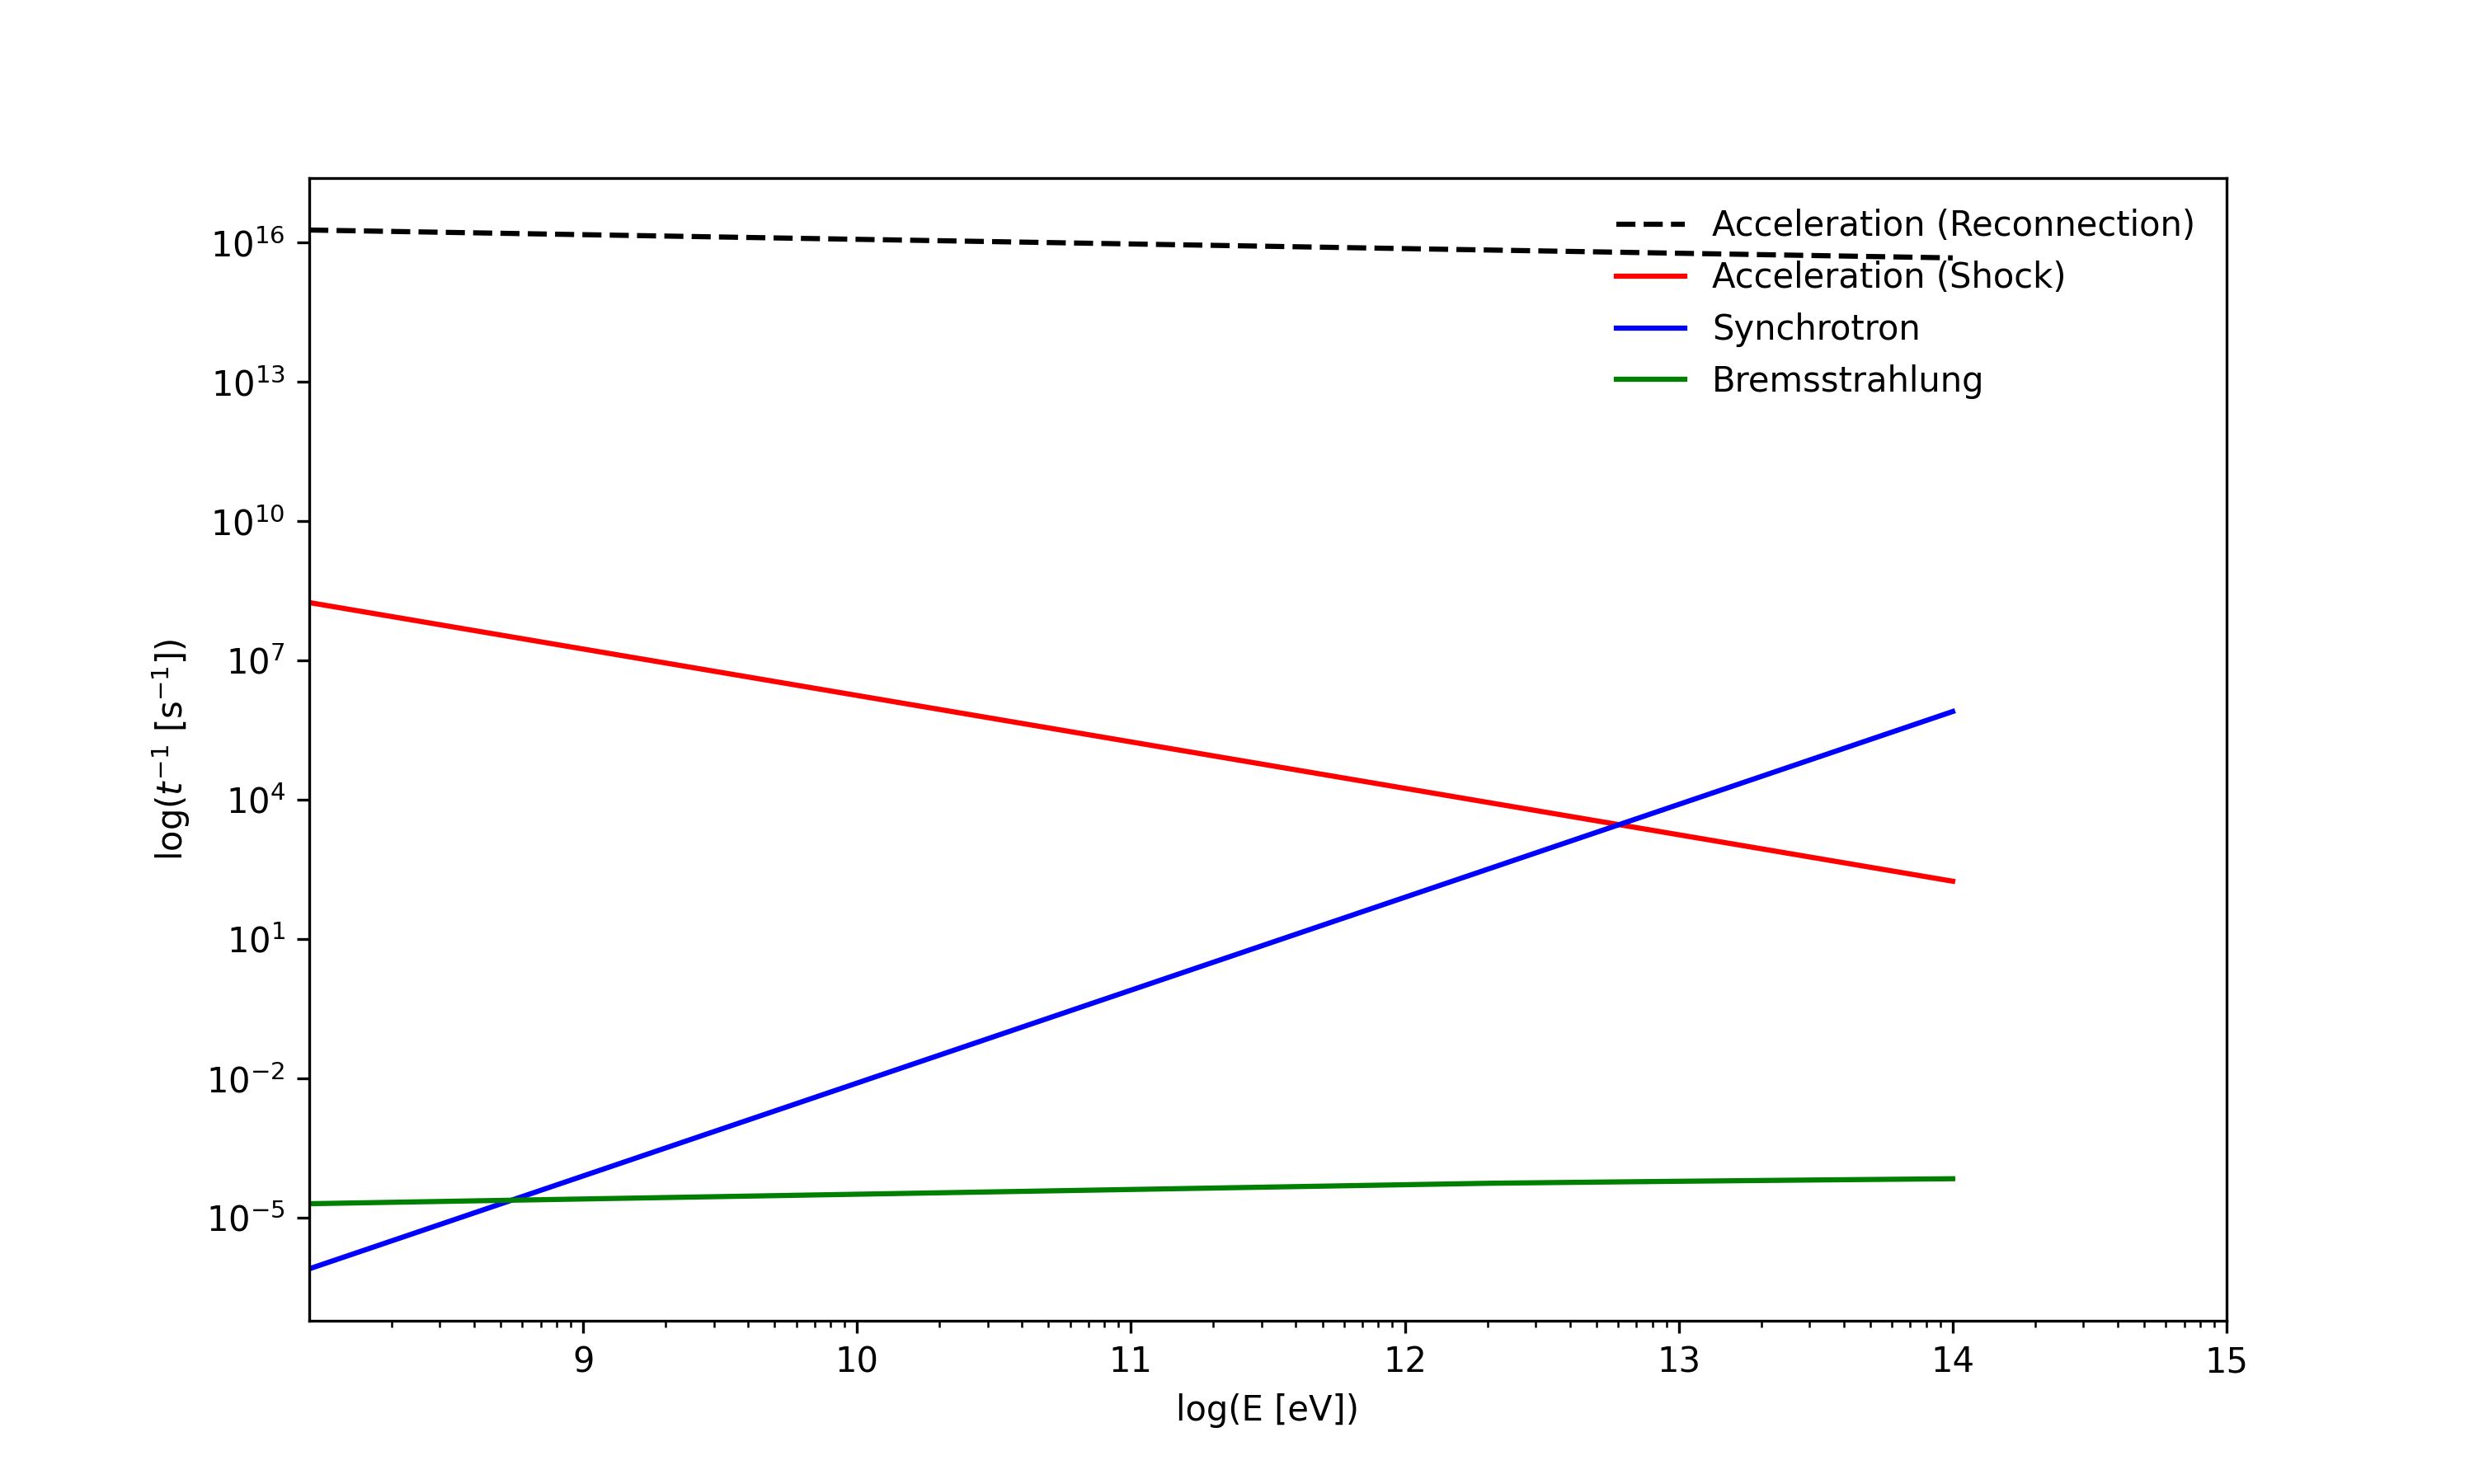 Acceleration (Reconnection)
Acceleration (Shock)
Synchrotron
Bremsstrahlung
10¹⁶
10¹³
10¹⁰
10⁷
10⁴
10¹
10⁻²
10⁻⁵
log(t⁻¹ [s⁻¹])
9 10 11 12 13 14 15
log(E [eV])